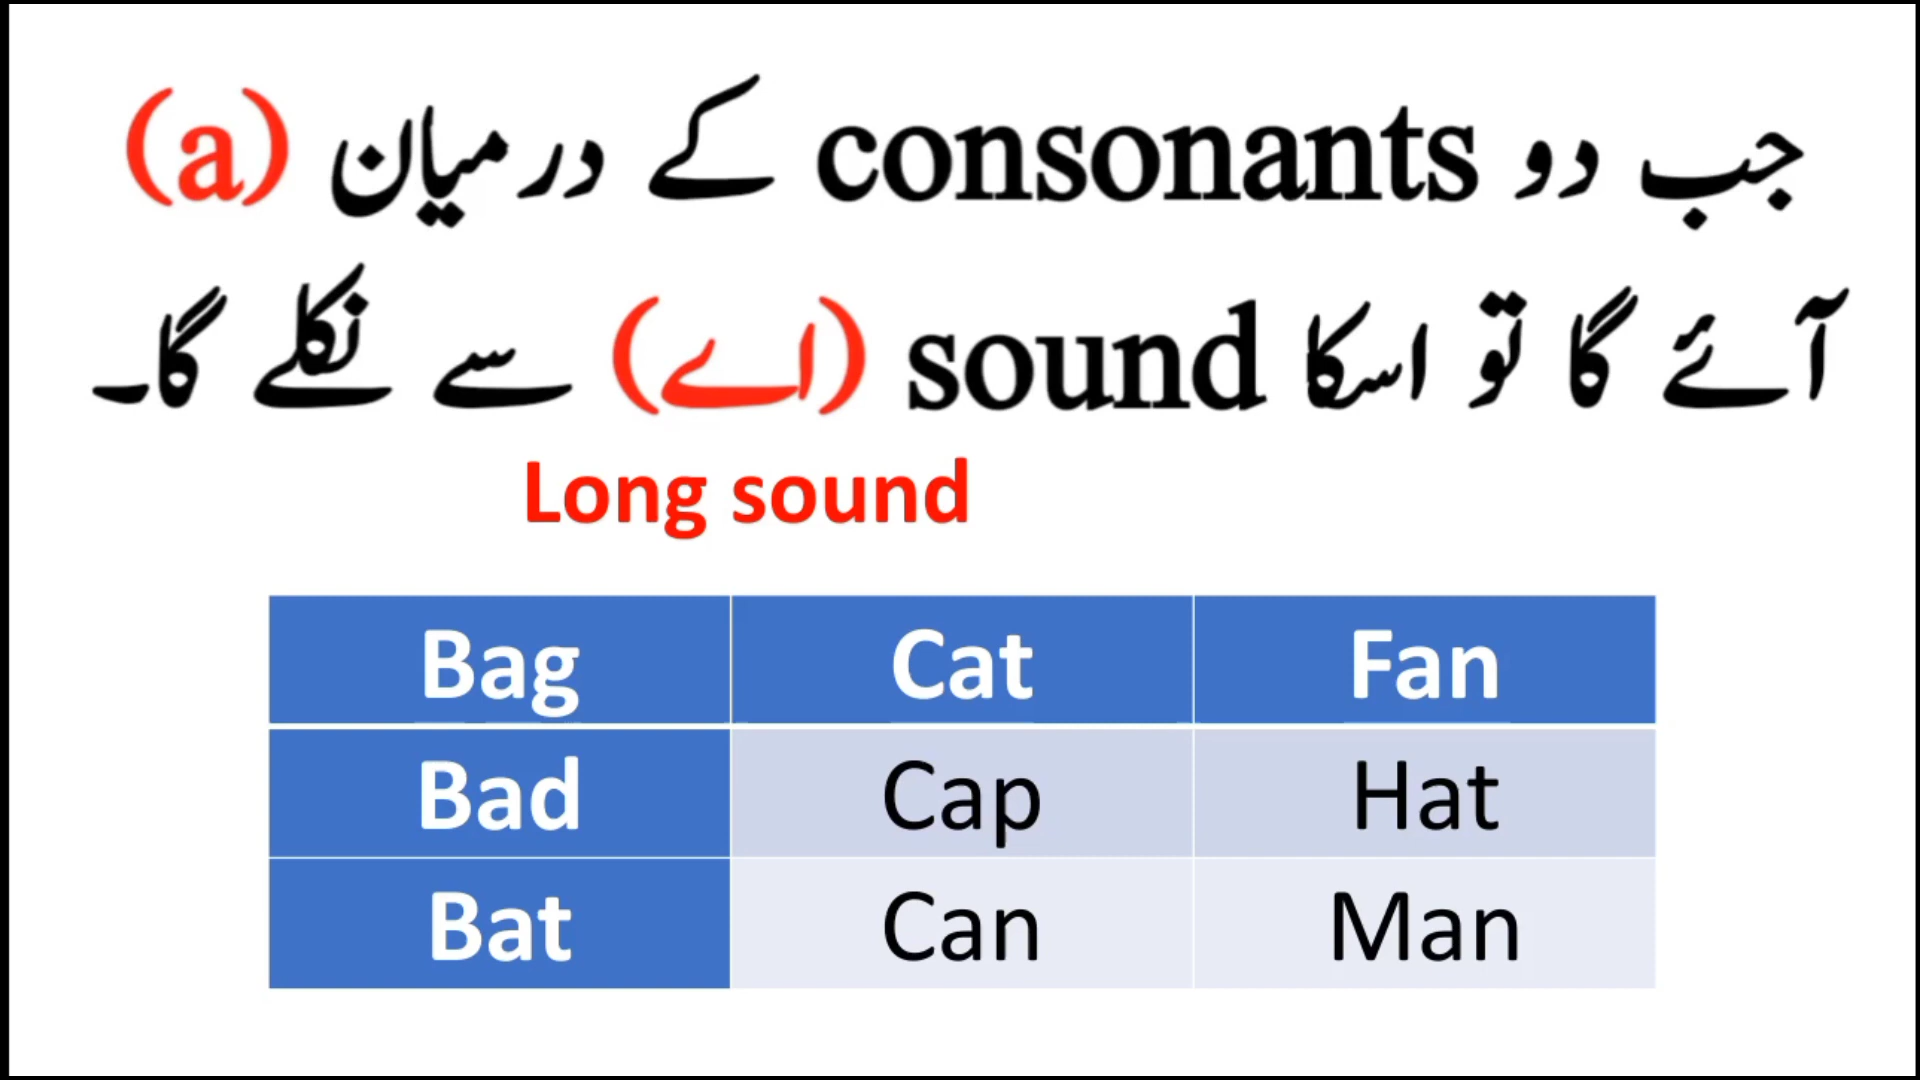 جب دو consonants کے درمیان (a)
آئے گا تو اسکا sound (اے) سے نکلے گا۔
Long sound
Bag Cat Fan
Bad Cap Hat
Bat Can Man